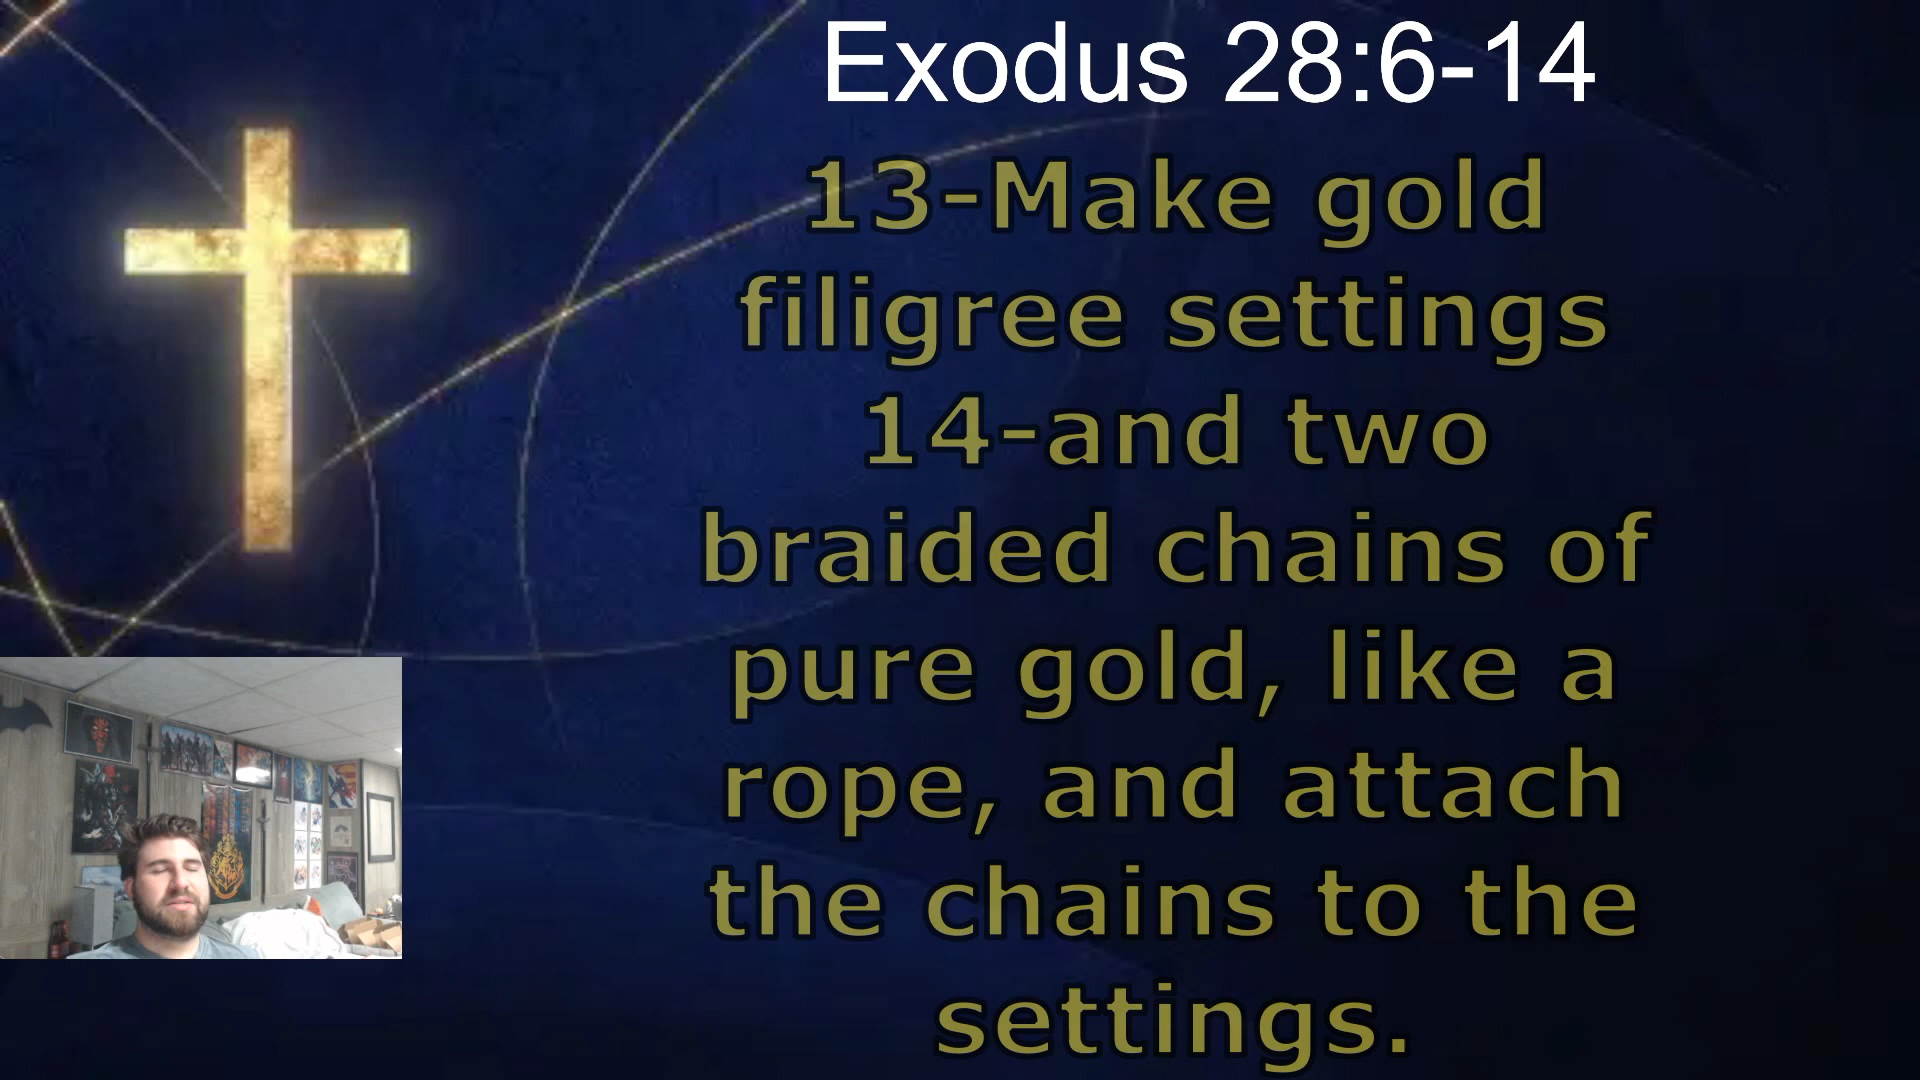 Exodus 28:6-14
13-Make gold
filigree settings
14-and two
braided chains of
pure gold, like a
rope, and attach
the chains to the
settings.